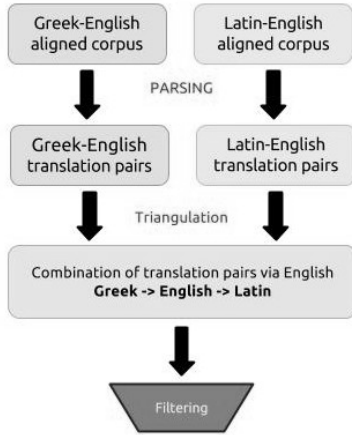 Greek-English
aligned corpus
Latin-English
aligned corpus
PARSING
Greek-English
translation pairs
Latin-English
translation pairs
Triangulation
Combination of translation pairs via English
Greek -> English -> Latin
Filtering